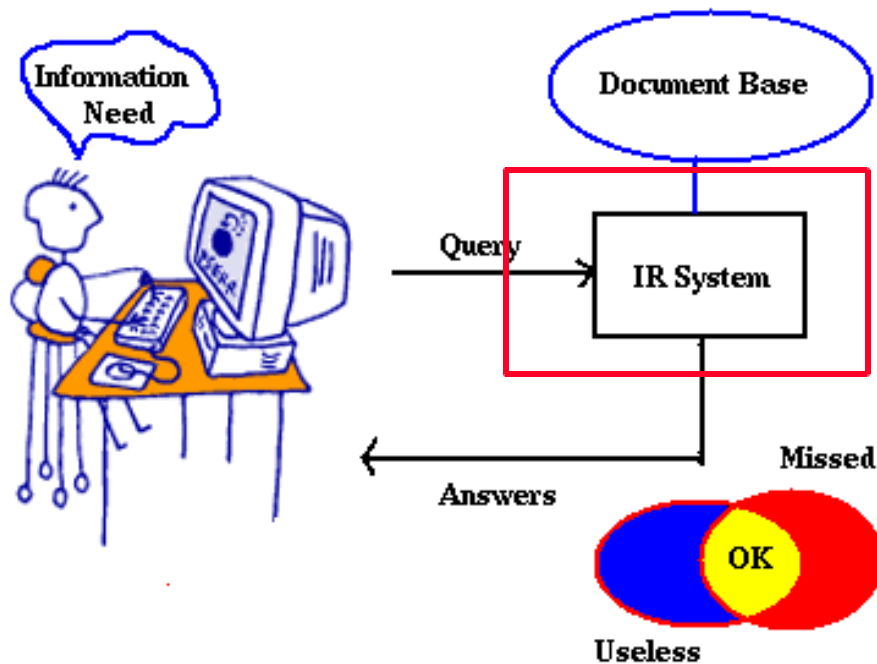 Information
Need
Document Base
Query
IR System
Answers
Missed
OK
Useless